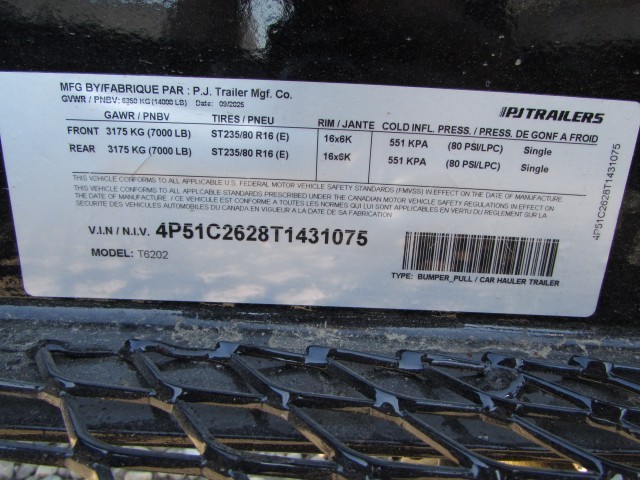 MFG BY/FABRIQUE PAR : P.J. Trailer Mfg. Co.
GVWR / PNBV: 6350 KG (14000 LB) Date: 09/2025
PJTRAILERS
GAWR / PNBV TIRES / PNEU RIM / JANTE COLD INFL. PRESS. / PRESS. DE GONF A FROID
FRONT 3175 KG (7000 LB) ST235/80 R16 (E) 16x6K 551 KPA (80 PSI/LPC) Single
REAR 3175 KG (7000 LB) ST235/80 R16 (E) 16x6K 551 KPA (80 PSI/LPC) Single
THIS VEHICLE CONFORMS TO ALL APPLICABLE U.S. FEDERAL MOTOR VEHICLE SAFETY STANDARDS (FMVSS) IN EFFECT ON THE DATE OF MANUFACTURE
THIS VEHICLE CONFORMS TO ALL APPLICABLE STANDARDS PRESCRIBED UNDER THE CANADIAN MOTOR VEHICLE SAFETY REGULATIONS IN EFFECT ON
THE DATE OF MANUFACTURE. / CE VEHICULE EST CONFORME A TOUTES LES NORMES QUI LUI SONT APPLICABLES EN VERTU DU REGLEMENT SUR LA
SECURITE DES VEHICULES AUTOMOBILES DU CANADA EN VIGUEUR A LA DATE DE SA FABRICATION
V.I.N / N.I.V. 4P51C2628T1431075
MODEL: T6202
TYPE: BUMPER_PULL / CAR HAULER TRAILER
4P51C2628T1431075